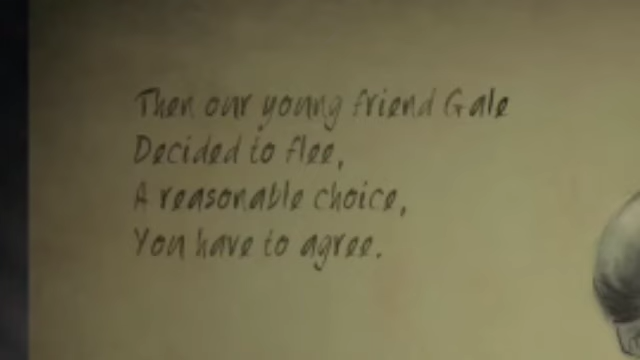 Then our young friend Gale
Decided to flee,
A reasonable choice,
You have to agree.